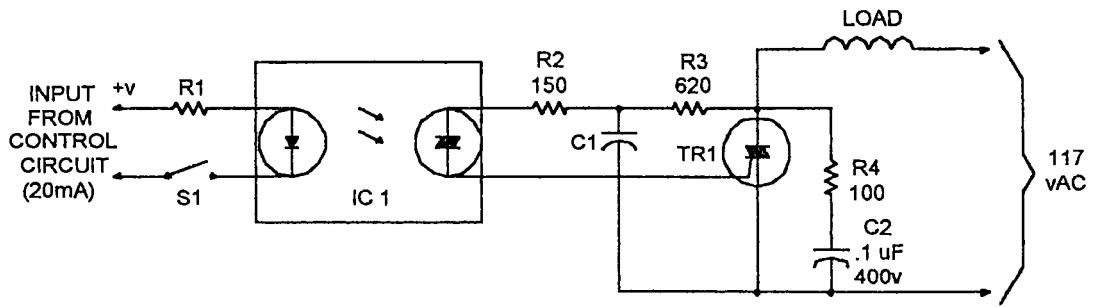 LOAD
R2
150
R3
620
INPUT
FROM
CONTROL
CIRCUIT
(20mA)
+v
R1
S1
IC 1
C1
TR1
R4
100
C2
.1 uF
400v
117
vAC